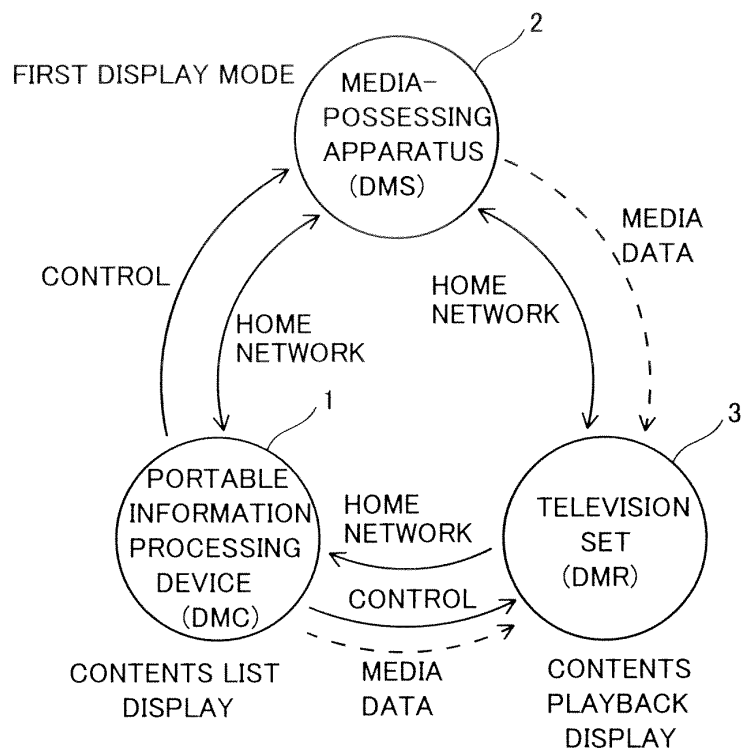 2
FIRST DISPLAY MODE
MEDIA-
POSSESSING
APPARATUS
(DMS)
MEDIA
DATA
CONTROL
HOME
NETWORK
HOME
NETWORK
1
3
PORTABLE
INFORMATION
PROCESSING
DEVICE
(DMC)
HOME
NETWORK
TELEVISION
SET
(DMR)
CONTROL
MEDIA
DATA
CONTENTS LIST
DISPLAY
CONTENTS
PLAYBACK
DISPLAY